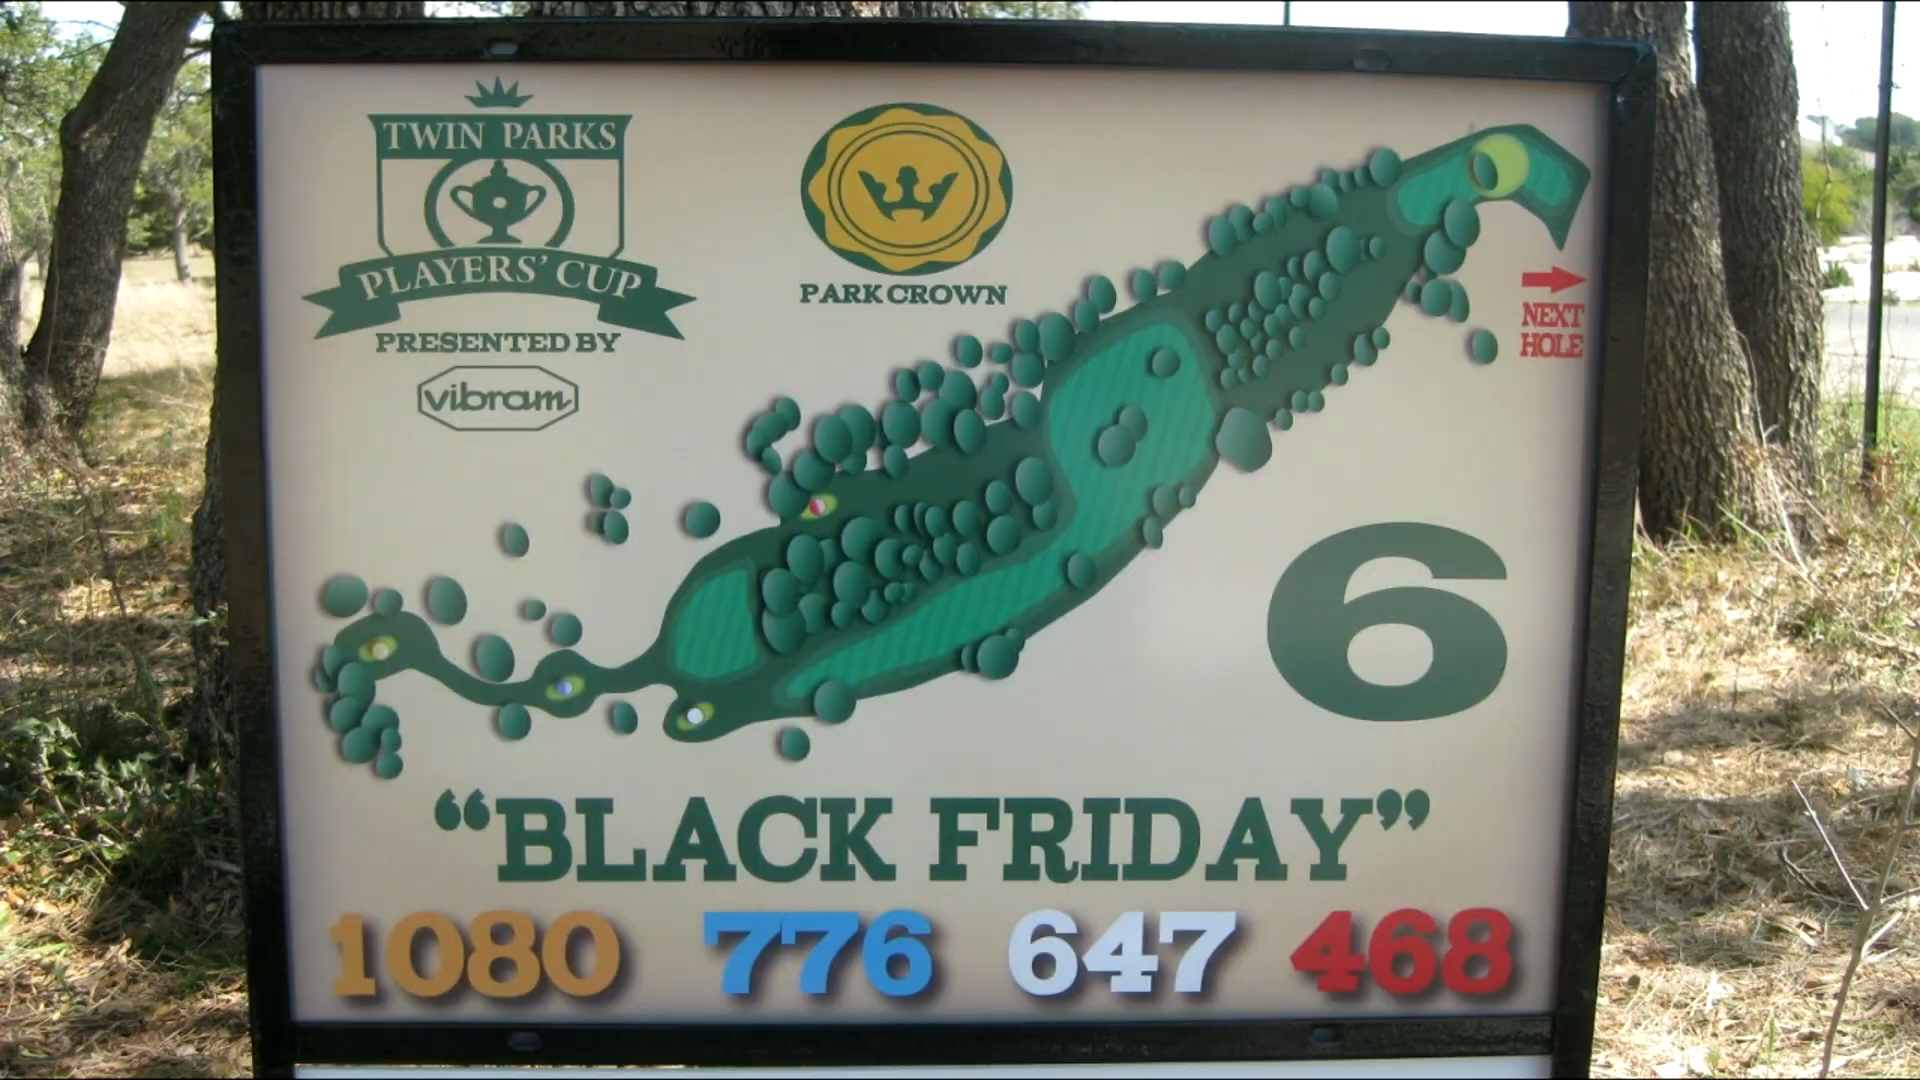 TWIN PARKS
PLAYERS' CUP
PRESENTED BY
vibram
PARK CROWN
NEXT
HOLE
6
“BLACK FRIDAY”
1080 776 647 468